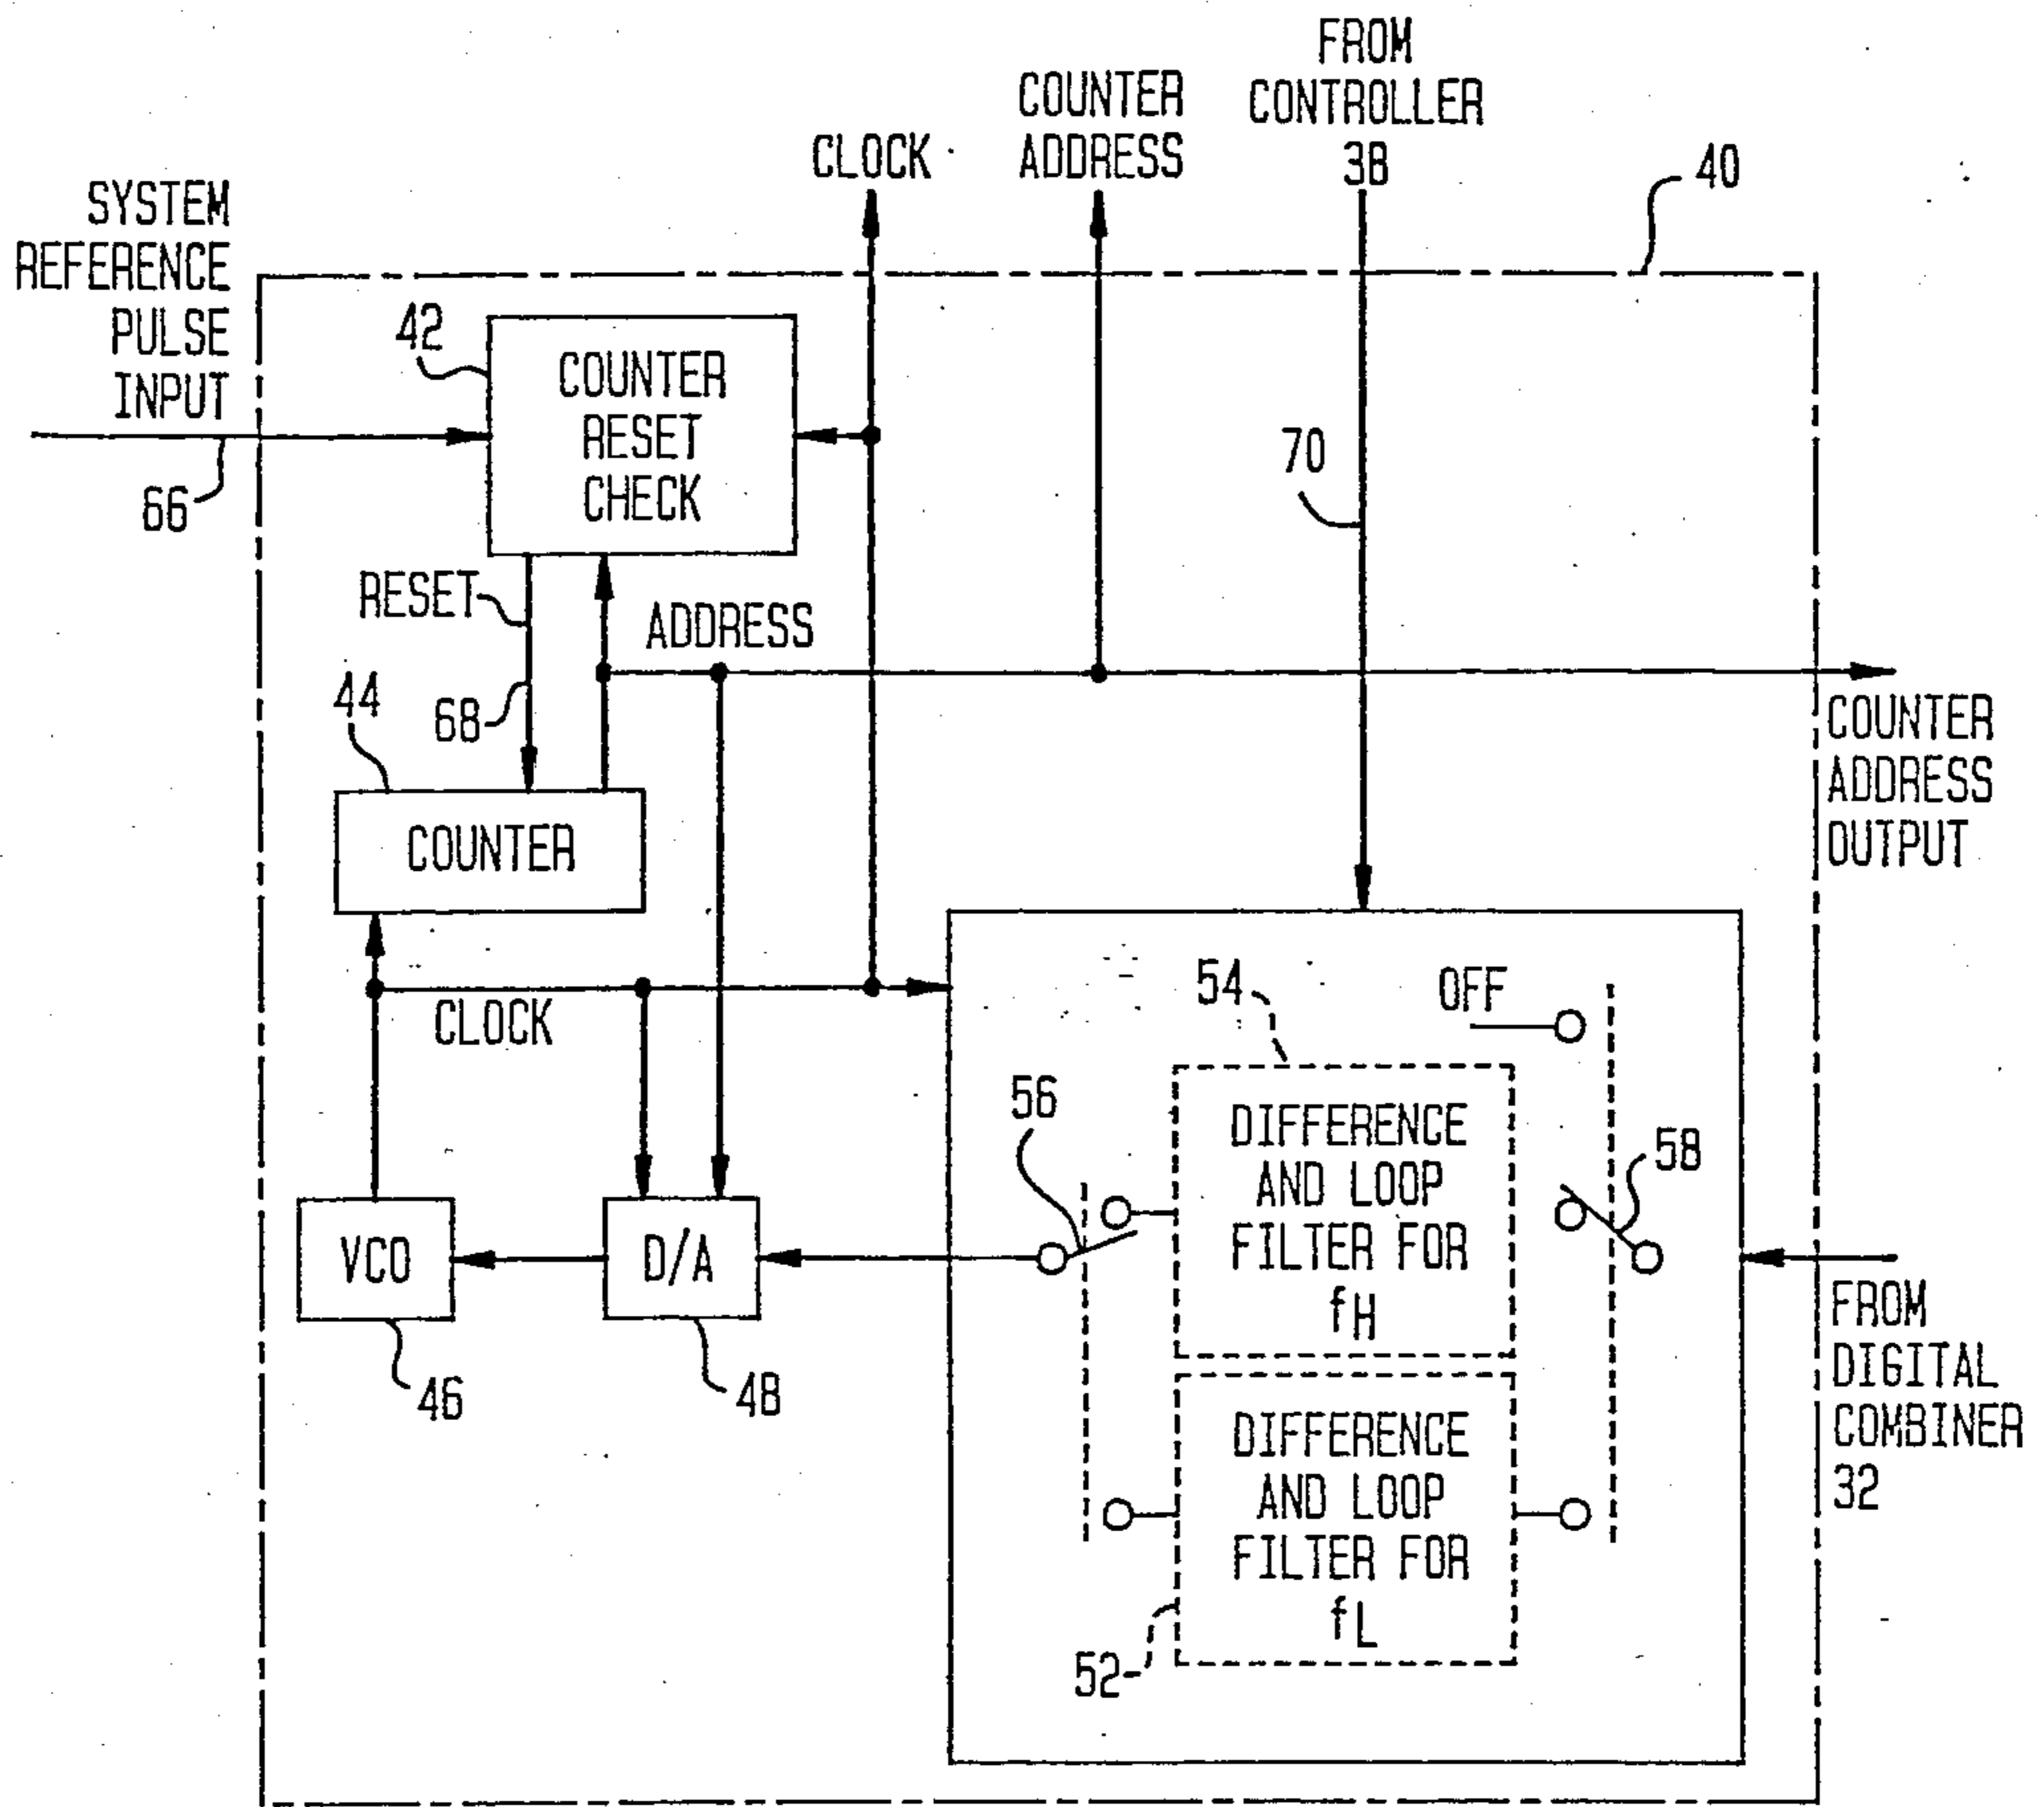 FROM
CONTROLLER
38
COUNTER
ADDRESS
CLOCK
40
SYSTEM
REFERENCE
PULSE
INPUT
66
42
COUNTER
RESET
CHECK
70
RESET
68
ADDRESS
44
COUNTER
COUNTER
ADDRESS
OUTPUT
CLOCK
54
OFF
56
DIFFERENCE
AND LOOP
FILTER FOR
fH
58
VCO
D/A
46
48
FROM
DIGITAL
COMBINER
32
DIFFERENCE
AND LOOP
FILTER FOR
fL
52